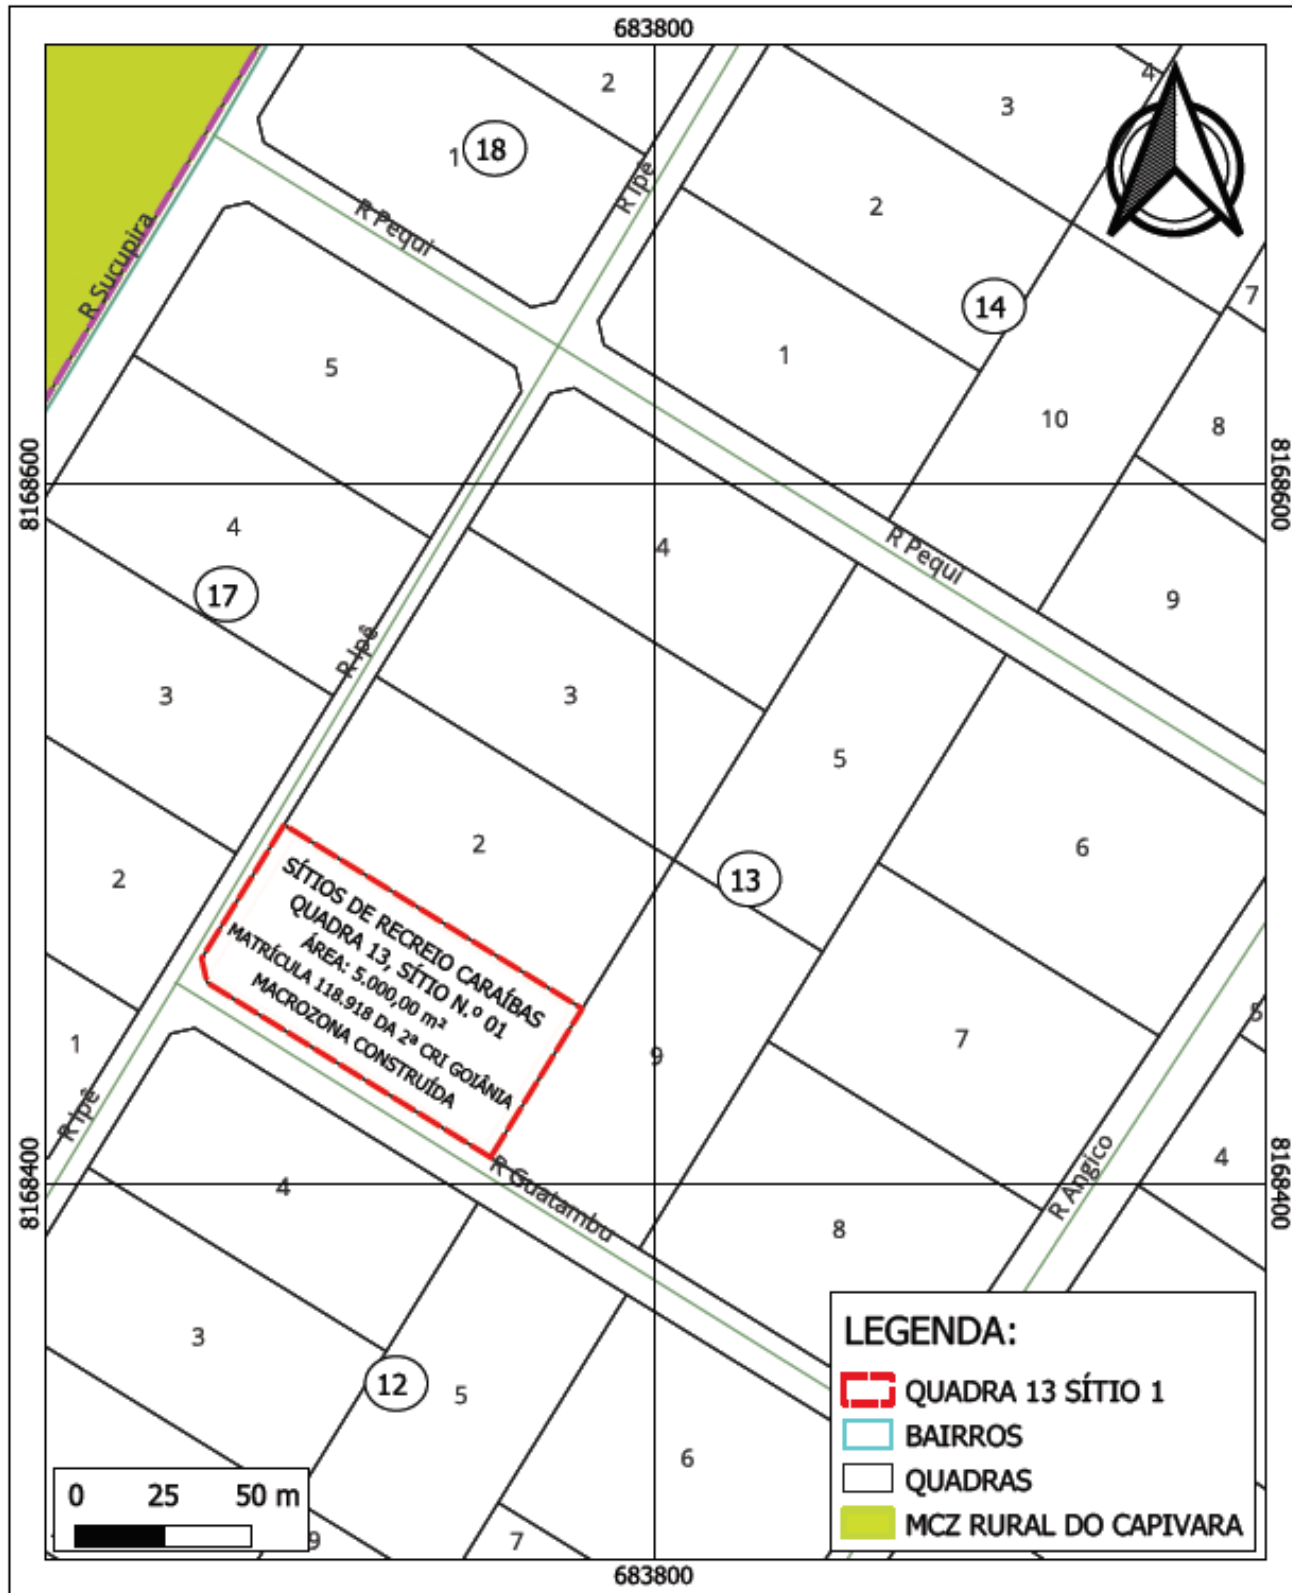 683800
2
4
3
1
18
R Ipê
R Pequi
2
R Sucupira
14
7
5
1
10
8
8168600
8168600
4
4
R Pequi
17
9
R Ipê
3
3
5
2
6
2
13
SÍTIOS DE RECREIO CARAÍBAS
QUADRA 13, SÍTIO N.º 01
ÁREA: 5.000,00 m²
MATRÍCULA 118.918 DA 2ª CRI GOIÂNIA
MACROZONA CONSTRUÍDA
5
7
1
9
R Ipê
R Angico
8168400
8168400
4
4
R Guatambu
8
3
12
5
6
LEGENDA:
QUADRA 13 SÍTIO 1
BAIRROS
QUADRAS
MCZ RURAL DO CAPIVARA
0 25 50 m
9
7
683800